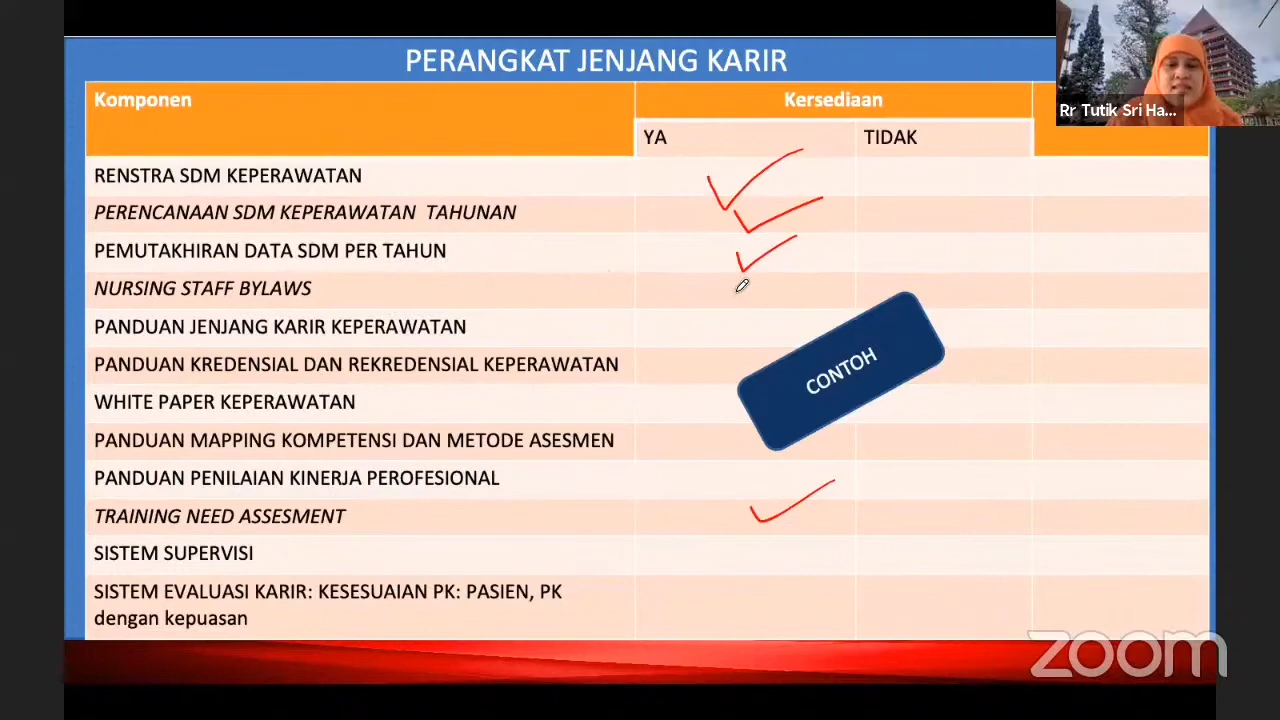 PERANGKAT JENJANG KARIR
Rr Tutik Sri Ha...
Komponen
Kersediaan
YA
TIDAK
RENSTRA SDM KEPERAWATAN
PERENCANAAN SDM KEPERAWATAN TAHUNAN
PEMUTAKHIRAN DATA SDM PER TAHUN
NURSING STAFF BYLAWS
PANDUAN JENJANG KARIR KEPERAWATAN
PANDUAN KREDENSIAL DAN REKREDENSIAL KEPERAWATAN
WHITE PAPER KEPERAWATAN
PANDUAN MAPPING KOMPETENSI DAN METODE ASESMEN
PANDUAN PENILAIAN KINERJA PEROFESIONAL
TRAINING NEED ASSESMENT
SISTEM SUPERVISI
SISTEM EVALUASI KARIR: KESESUAIAN PK: PASIEN, PK
dengan kepuasan
CONTOH
zoom